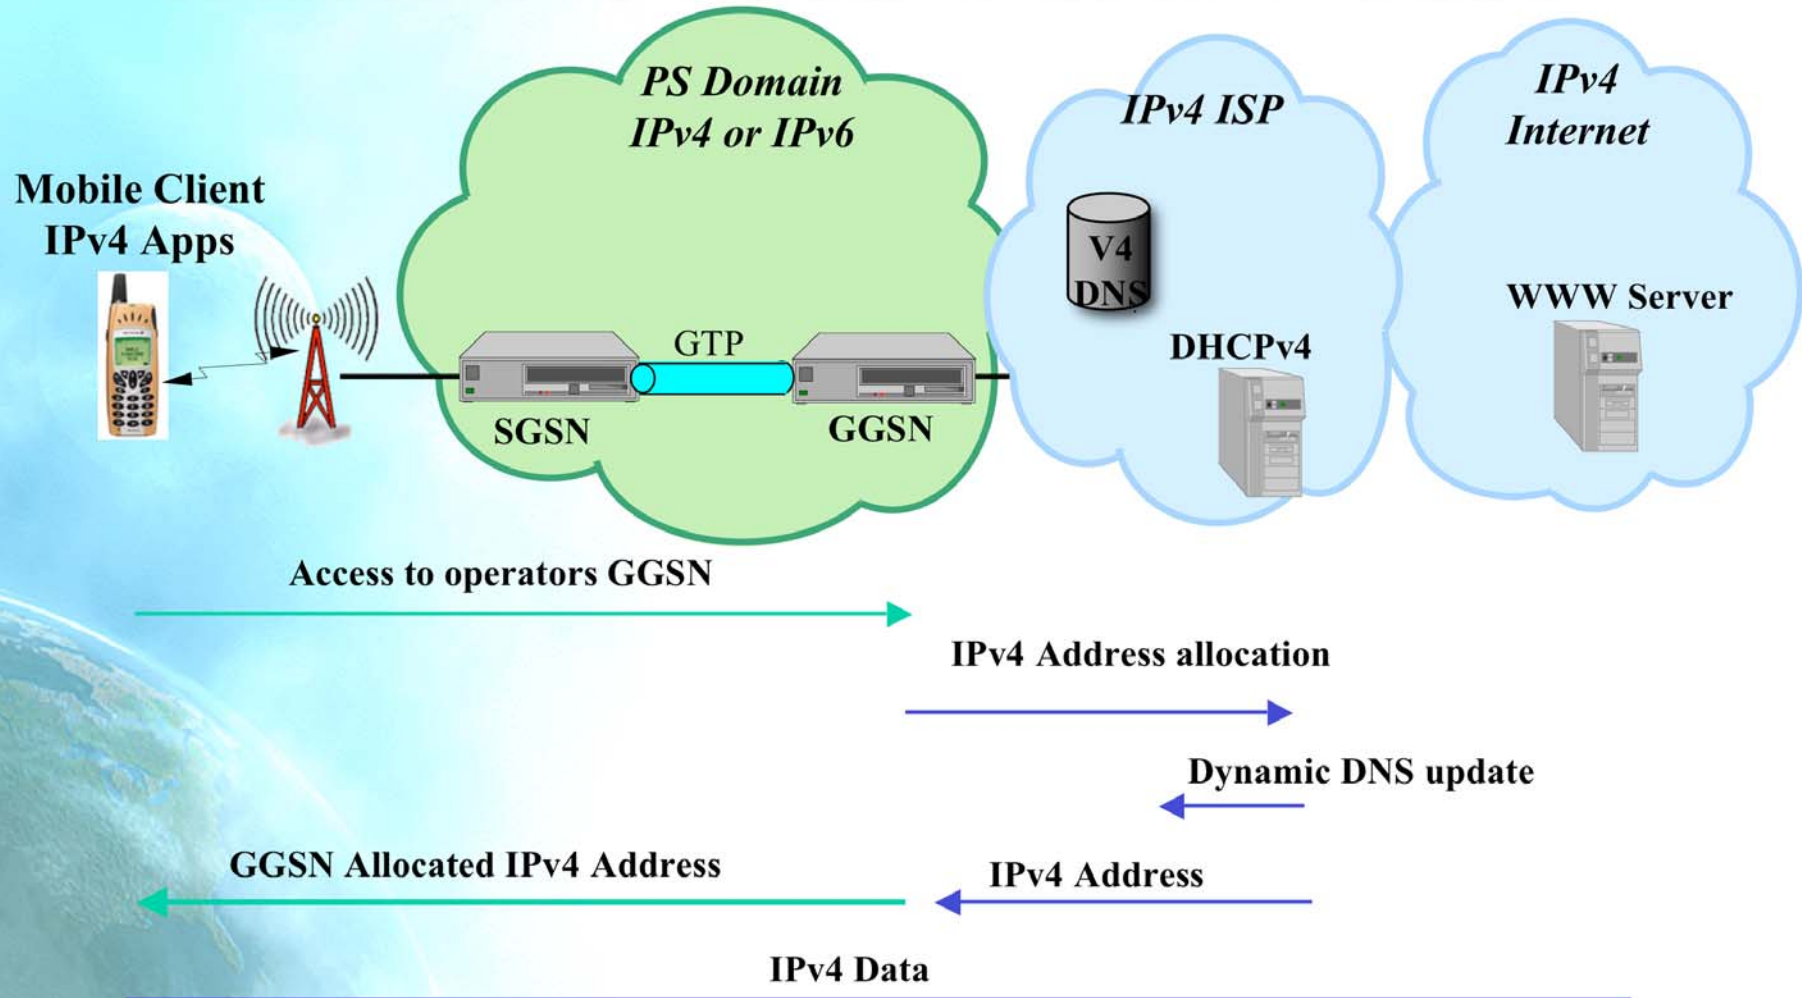 PS Domain
IPv4 or IPv6
IPv4 ISP
IPv4
Internet
Mobile Client
IPv4 Apps
V4
DNS
WWW Server
DHCPv4
GTP
SGSN
GGSN
Access to operators GGSN
IPv4 Address allocation
Dynamic DNS update
GGSN Allocated IPv4 Address
IPv4 Address
IPv4 Data